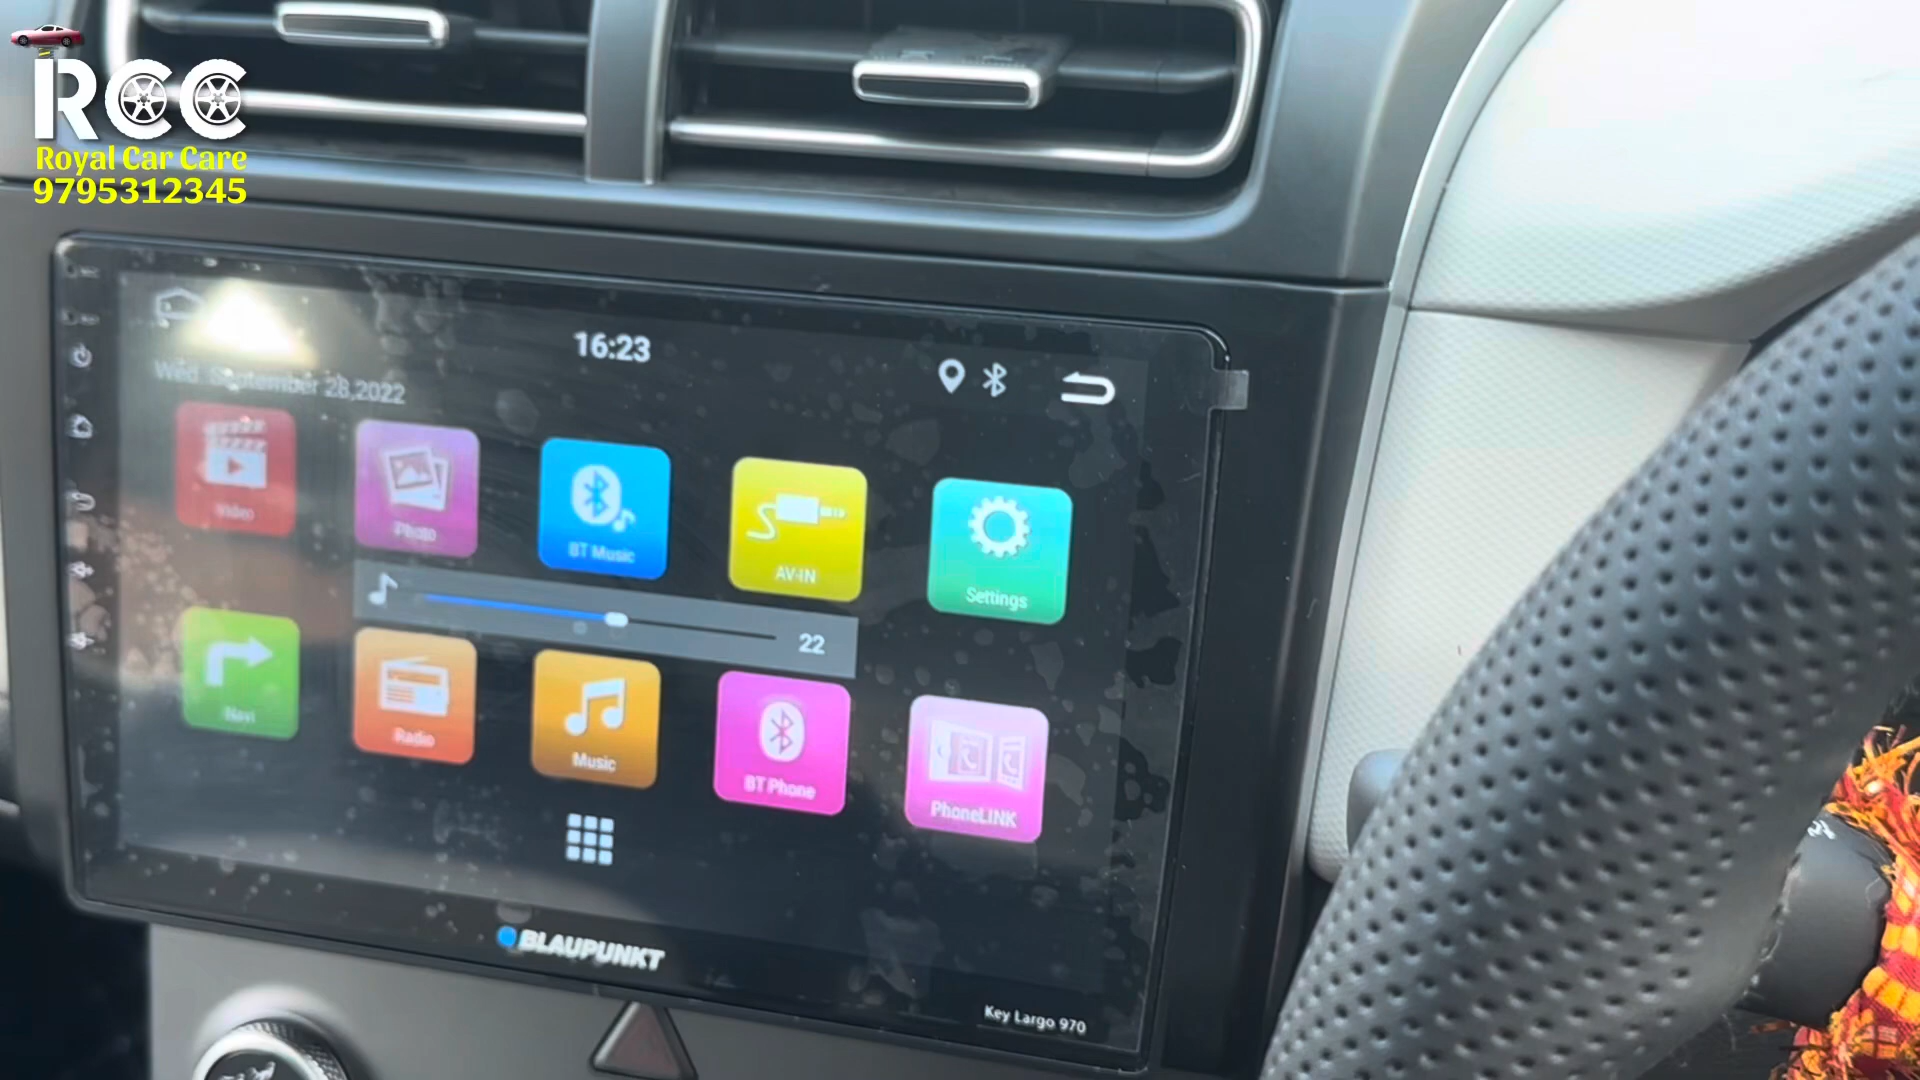 RCC
Royal Car Care
9795312345
16:23
Wed September 28,2022
Video
Photo
BT Music
AV-IN
Settings
22
Navi
Radio
Music
BT Phone
PhoneLINK
BLAUPUNKT
Key Largo 970